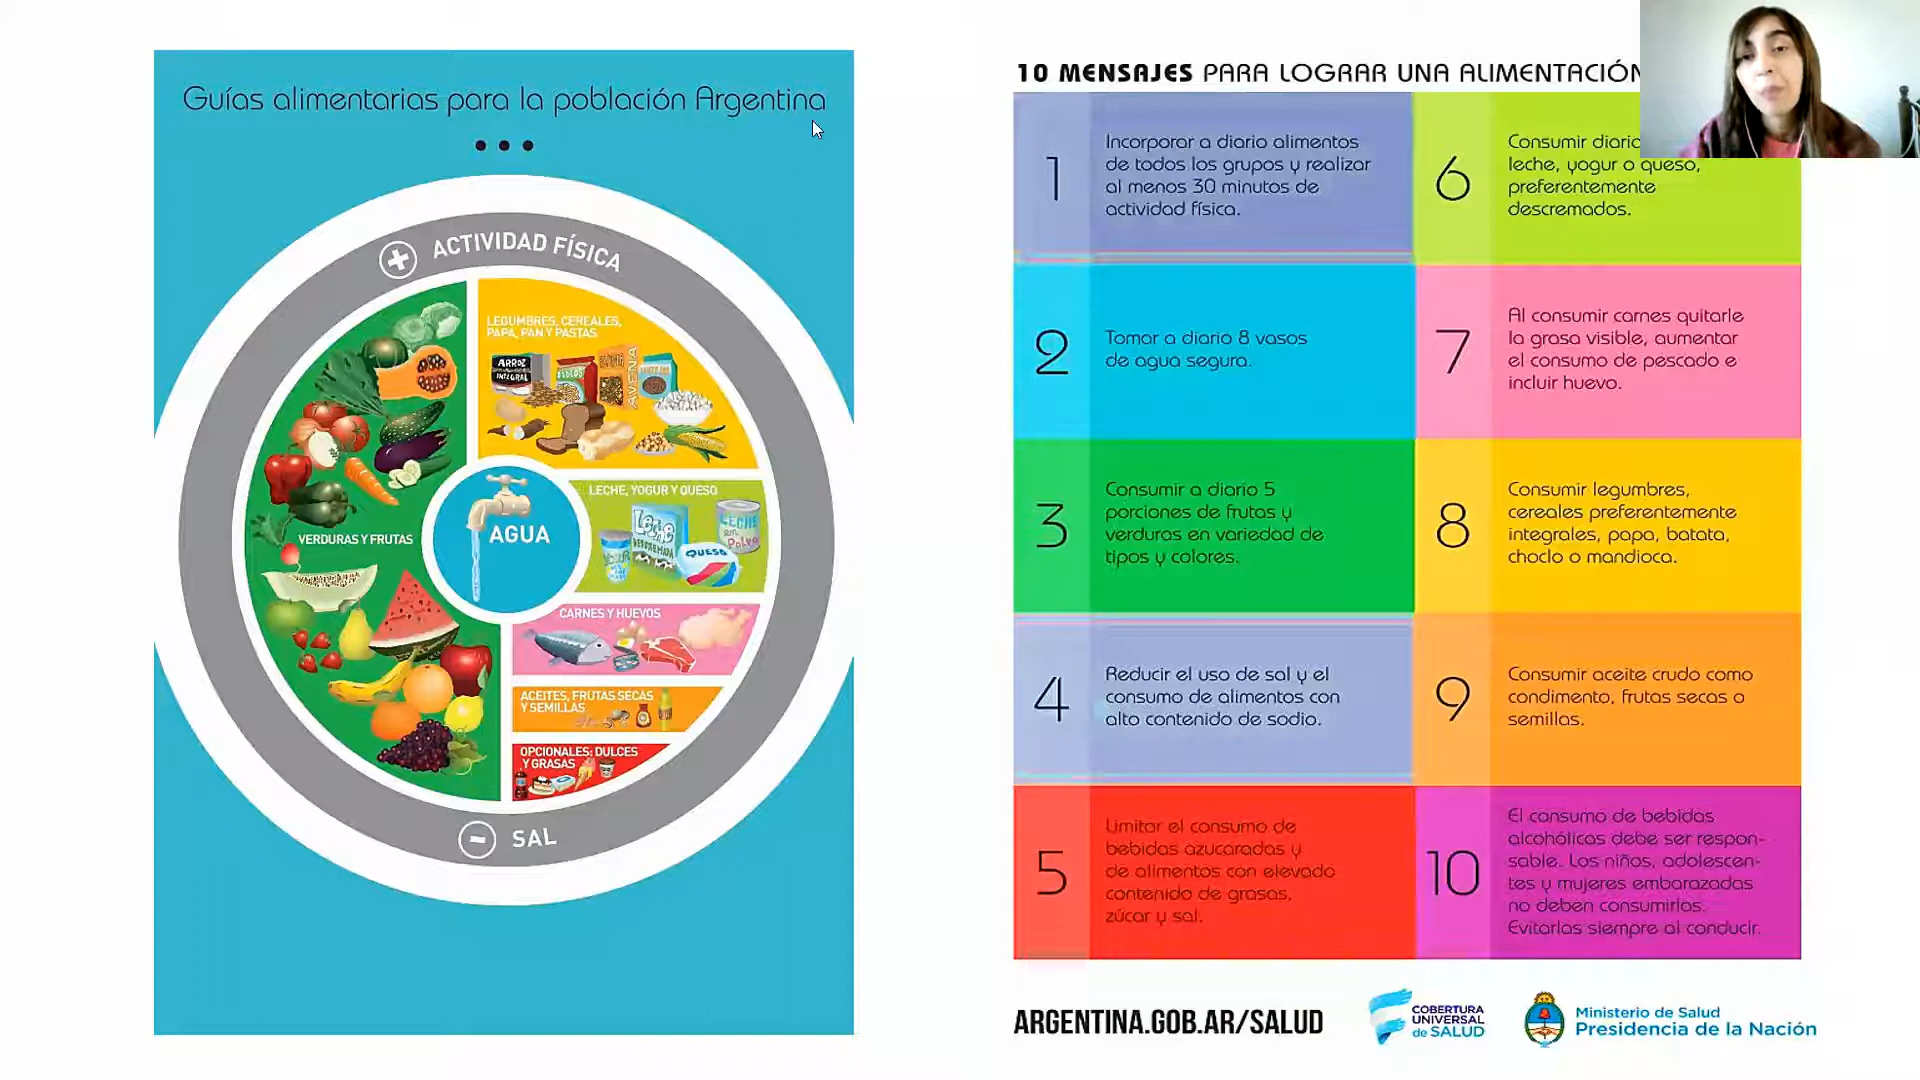 Guías alimentarias para la población Argentina
ACTIVIDAD FÍSICA
LEGUMBRES, CEREALES,
PAPA, PAN Y PASTAS
ARROZ
INTEGRAL
AVENA
LECHE, YOGUR Y QUESO
Leche
DESCREMADA
LECHE
en
Polvo
QUESO
AGUA
VERDURAS Y FRUTAS
CARNES Y HUEVOS
ACEITES, FRUTAS SECAS
Y SEMILLAS
OPCIONALES: DULCES
Y GRASAS
SAL
10 MENSAJES PARA LOGRAR UNA ALIMENTACIÓN
1
Incorporar a diario alimentos
de todos los grupos y realizar
al menos 30 minutos de
actividad física.
2
Tomar a diario 8 vasos
de agua segura.
3
Consumir a diario 5
porciones de frutas y
verduras en variedad de
tipos y colores.
4
Reducir el uso de sal y el
consumo de alimentos con
alto contenido de sodio.
5
Limitar el consumo de
bebidas azucaradas y
de alimentos con elevado
contenido de grasas,
zúcar y sal.
6
Consumir diario
leche, yogur o queso,
preferentemente
descremados.
7
Al consumir carnes quitarle
la grasa visible, aumentar
el consumo de pescado e
incluir huevo.
8
Consumir legumbres,
cereales preferentemente
integrales, papa, batata,
choclo o mandioca.
9
Consumir aceite crudo como
condimento, frutas secas o
semillas.
10
El consumo de bebidas
alcohólicas debe ser respon-
sable. Los niños, adolescen-
tes y mujeres embarazadas
no deben consumirlas.
Evitarlas siempre al conducir.
ARGENTINA.GOB.AR/SALUD
COBERTURA
UNIVERSAL
de SALUD
Ministerio de Salud
Presidencia de la Nación